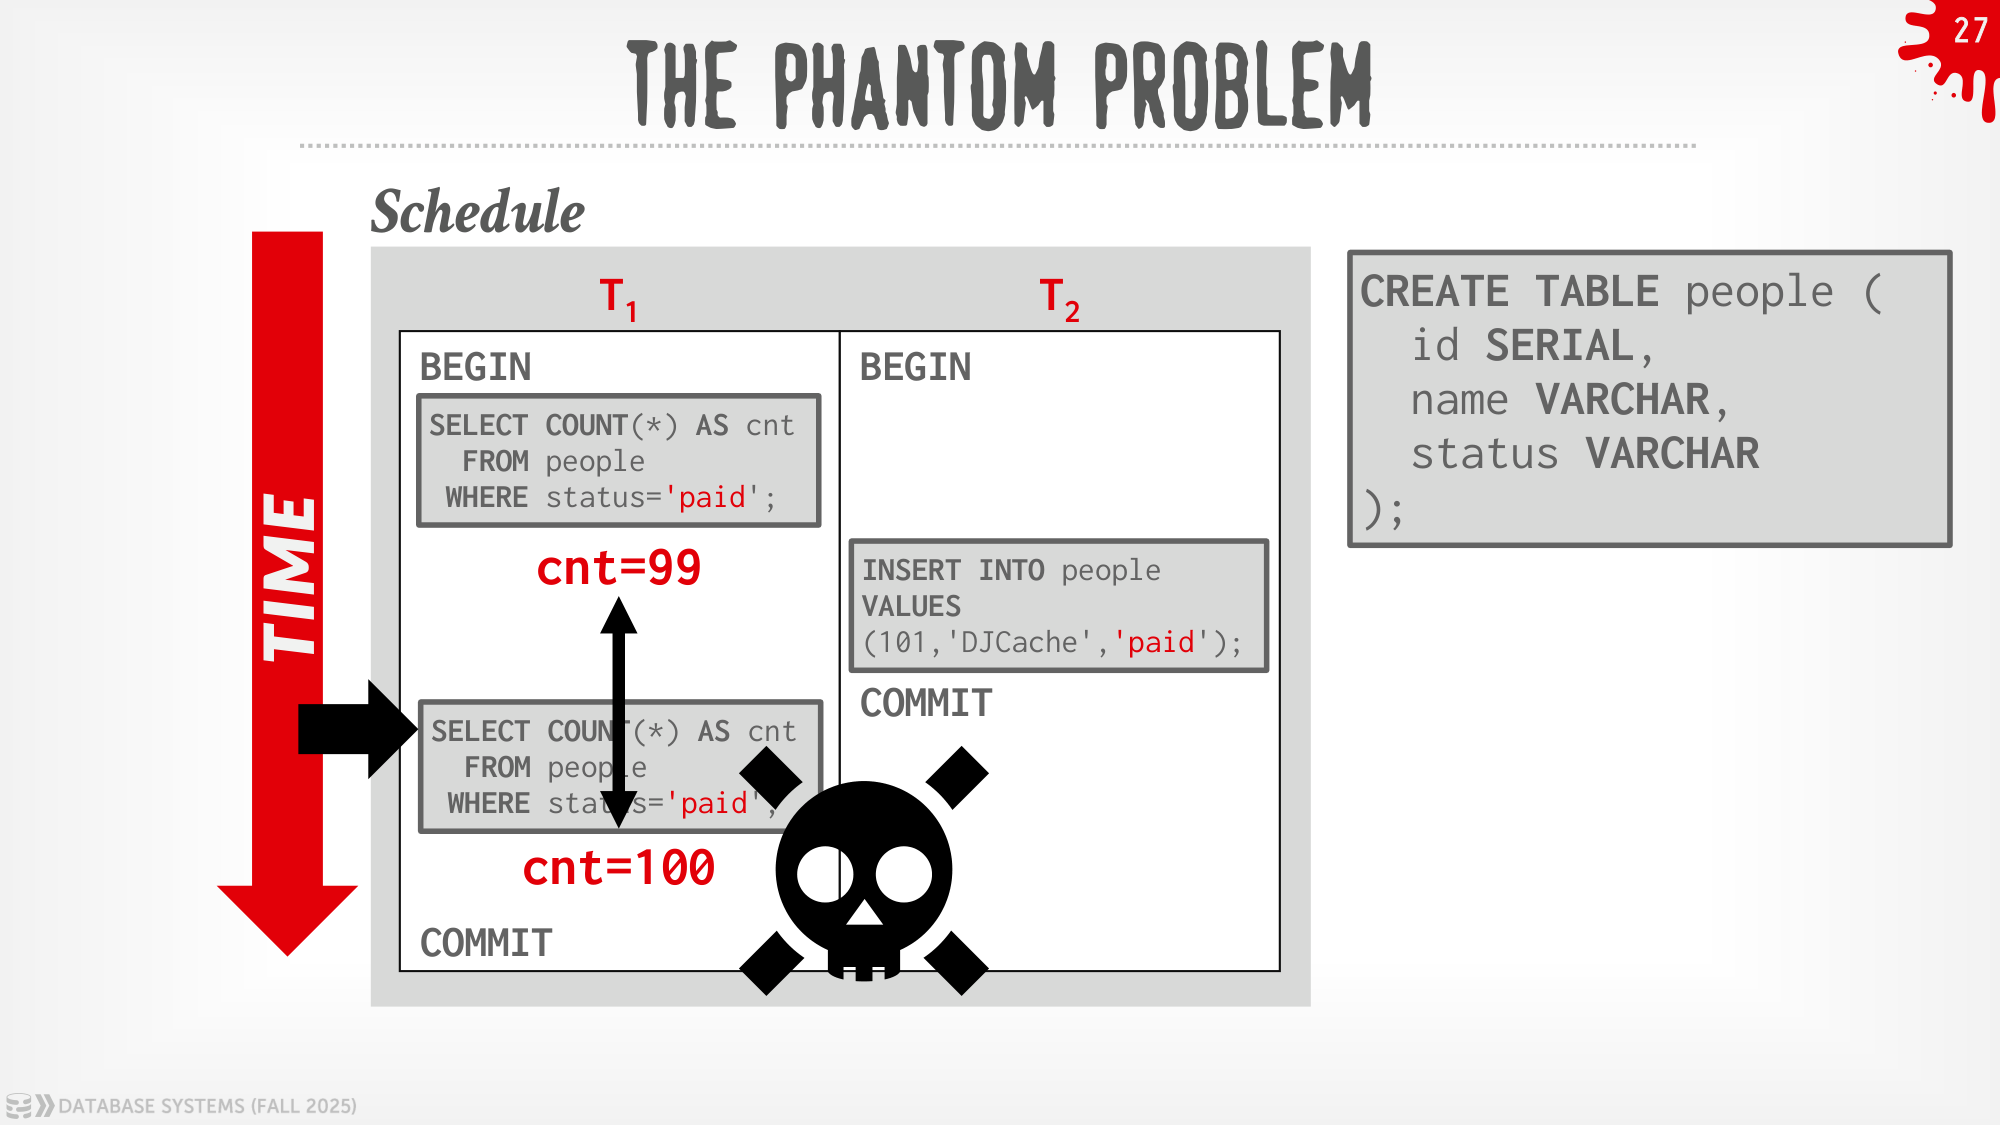 27
THE PHANTOM PROBLEM
Schedule
TIME
T1
T2
BEGIN
SELECT COUNT(*) AS cnt
FROM people
WHERE status='paid';
cnt=99
SELECT COUNT(*) AS cnt
FROM people
WHERE status='paid';
cnt=100
COMMIT
BEGIN
INSERT INTO people
VALUES
(101,'DJCache','paid');
COMMIT
CREATE TABLE people (
id SERIAL,
name VARCHAR,
status VARCHAR
);
DATABASE SYSTEMS (FALL 2025)